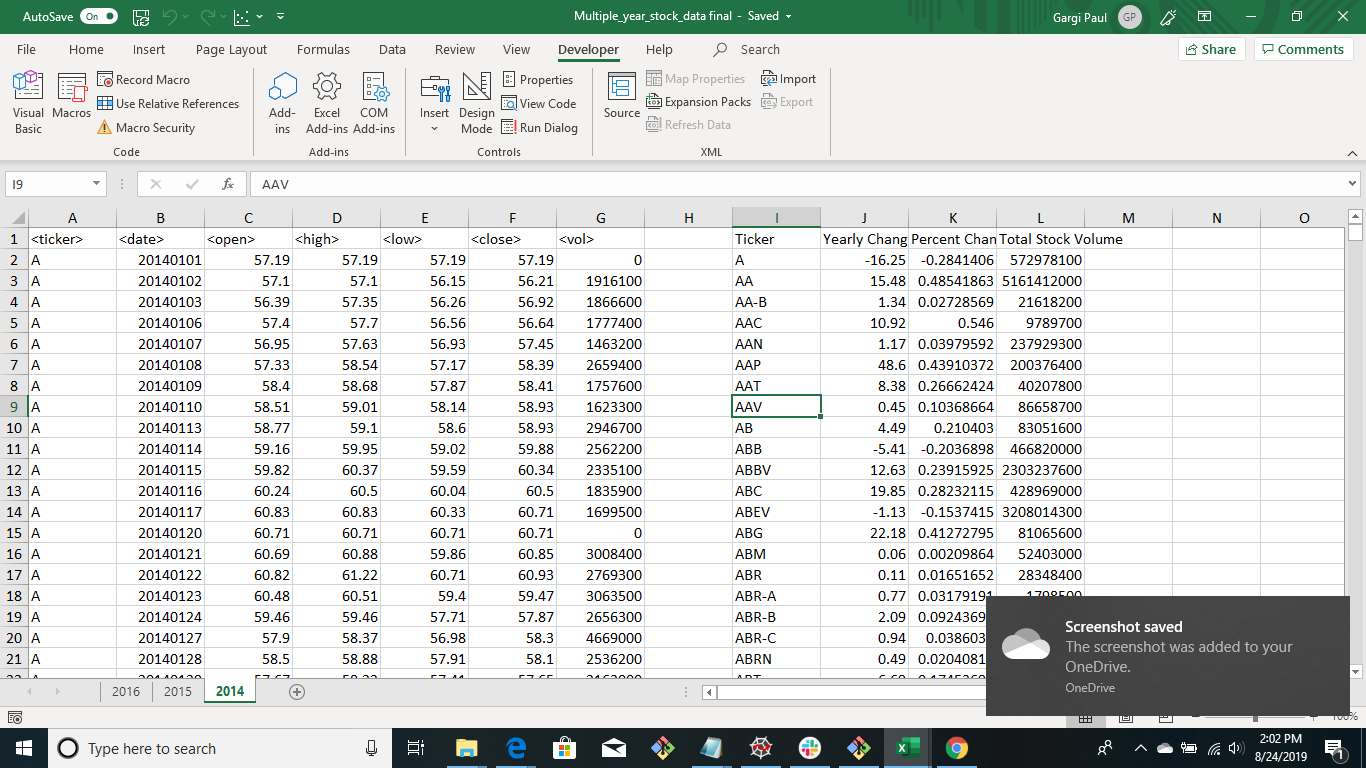 AutoSave On Multiple_year_stock_data final - Saved Gargi Paul GP
File Home Insert Page Layout Formulas Data Review View Developer Help Search Share Comments
Visual Basic Macros Record Macro Use Relative References Macro Security Add-ins Excel Add-ins COM Add-ins Insert Design Mode Properties View Code Run Dialog Source Map Properties Expansion Packs Refresh Data Import Export
Code Add-ins Controls XML
I9 fx AAV
A B C D E F G H I J K L M N O
1 <ticker> <date> <open> <high> <low> <close> <vol> Ticker Yearly Chang Percent Chan Total Stock Volume
2 A 20140101 57.19 57.19 57.19 57.19 0 A -16.25 -0.2841406 572978100
3 A 20140102 57.1 57.1 56.15 56.21 1916100 AA 15.48 0.48541863 5161412000
4 A 20140103 56.39 57.35 56.26 56.92 1866600 AA-B 1.34 0.02728569 21618200
5 A 20140106 57.4 57.7 56.56 56.64 1777400 AAC 10.92 0.546 9789700
6 A 20140107 56.95 57.63 56.93 57.45 1463200 AAN 1.17 0.03979592 237929300
7 A 20140108 57.33 58.54 57.17 58.39 2659400 AAP 48.6 0.43910372 200376400
8 A 20140109 58.4 58.68 57.87 58.41 1757600 AAT 8.38 0.26662424 40207800
9 A 20140110 58.51 59.01 58.14 58.93 1623300 AAV 0.45 0.10368664 86658700
10 A 20140113 58.77 59.1 58.6 58.93 2946700 AB 4.49 0.210403 83051600
11 A 20140114 59.16 59.95 59.02 59.88 2562200 ABB -5.41 -0.2036898 466820000
12 A 20140115 59.82 60.37 59.59 60.34 2335100 ABBV 12.63 0.23915925 2303237600
13 A 20140116 60.24 60.5 60.04 60.5 1835900 ABC 19.85 0.28232115 428969000
14 A 20140117 60.83 60.83 60.33 60.71 1699500 ABEV -1.13 -0.1537415 3208014300
15 A 20140120 60.71 60.71 60.71 60.71 0 ABG 22.18 0.41272795 81065600
16 A 20140121 60.69 60.88 59.86 60.85 3008400 ABM 0.06 0.00209864 52403000
17 A 20140122 60.82 61.22 60.71 60.93 2769300 ABR 0.11 0.01651652 28348400
18 A 20140123 60.48 60.51 59.4 59.47 3063500 ABR-A 0.77 0.03179191
19 A 20140124 59.46 59.46 57.71 57.87 2656300 ABR-B 2.09 0.0924369
20 A 20140127 57.9 58.37 56.98 58.3 4669000 ABR-C 0.94 0.038603
21 A 20140128 58.5 58.88 57.91 58.1 2536200 ABRN 0.49 0.0204081
Screenshot saved
The screenshot was added to your
OneDrive.
OneDrive
2016 2015 2014
100%
Type here to search
2:02 PM
8/24/2019
1